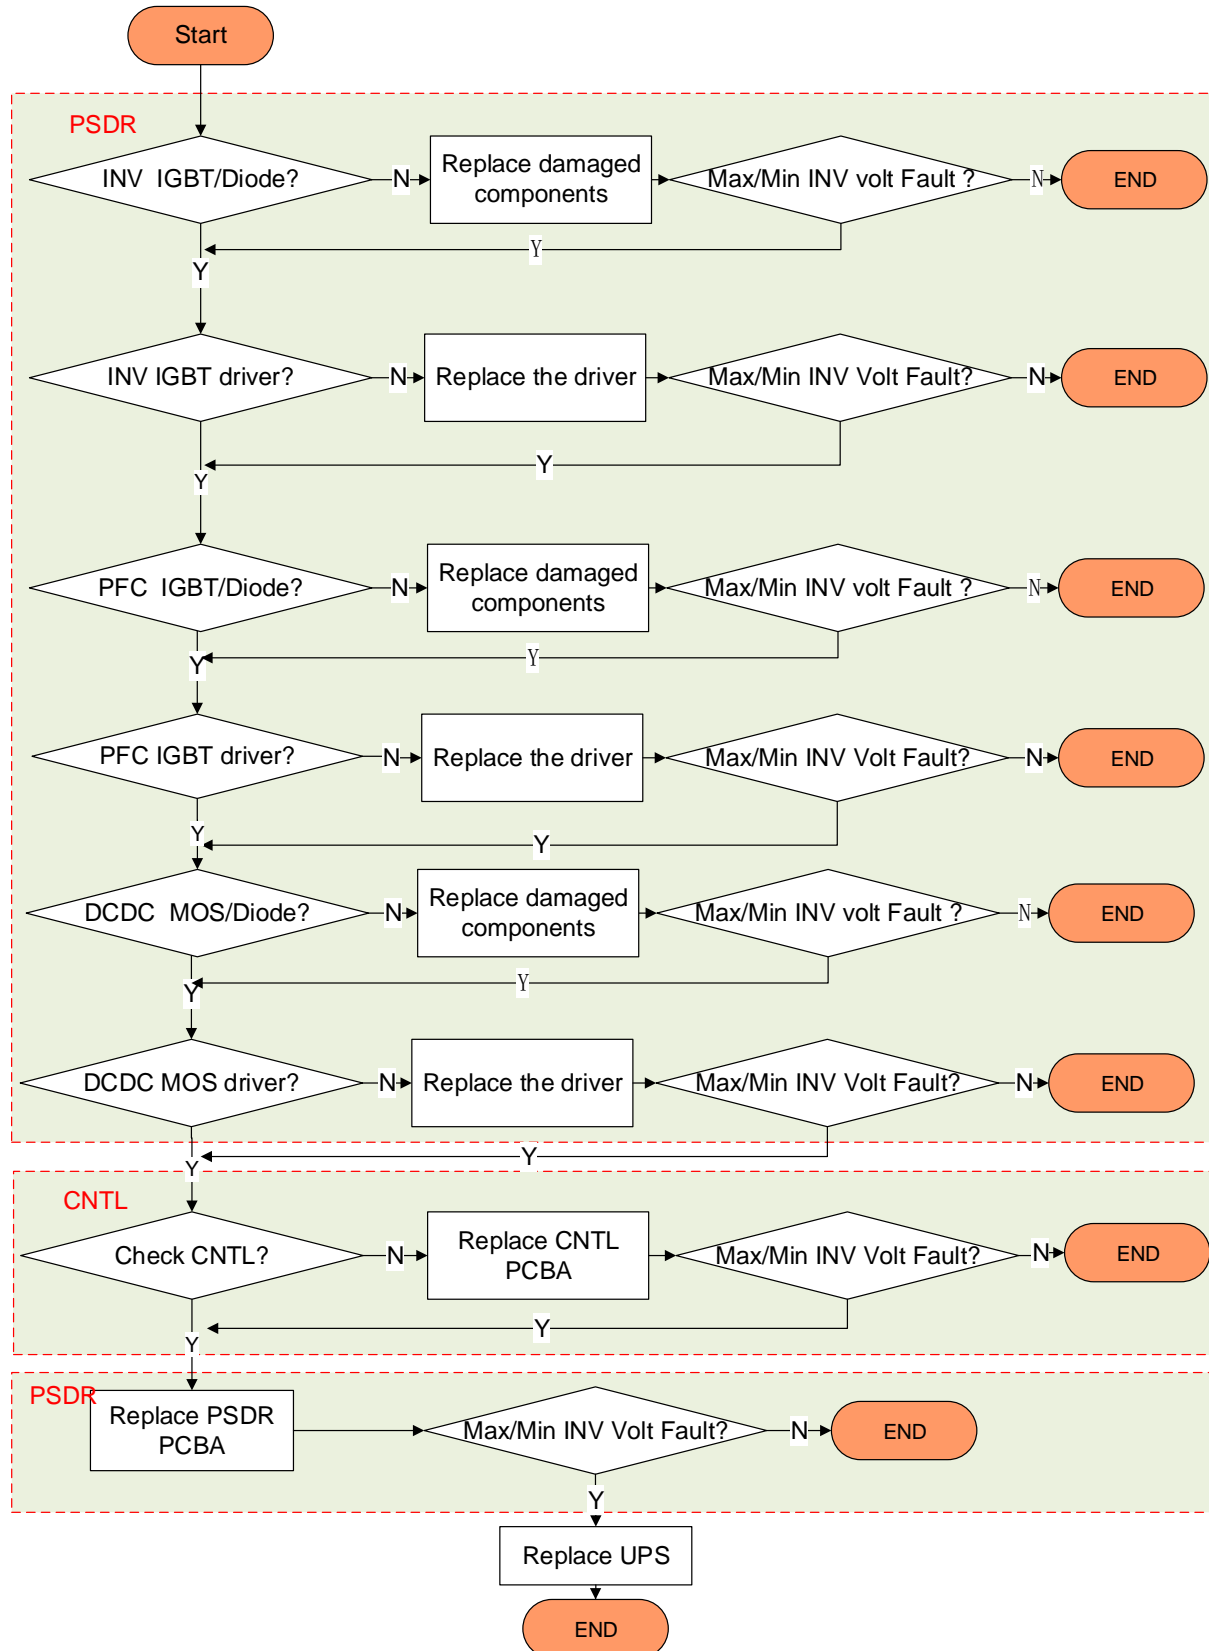 Start
PSDR
INV IGBT/Diode?
N
Replace damaged
components
Max/Min INV volt Fault ?
N
END
Y
Y
INV IGBT driver?
N
Replace the driver
Max/Min INV Volt Fault?
N
END
Y
Y
PFC IGBT/Diode?
N
Replace damaged
components
Max/Min INV volt Fault ?
N
END
Y
Y
PFC IGBT driver?
N
Replace the driver
Max/Min INV Volt Fault?
N
END
Y
Y
DCDC MOS/Diode?
N
Replace damaged
components
Max/Min INV volt Fault ?
N
END
Y
Y
DCDC MOS driver?
N
Replace the driver
Max/Min INV Volt Fault?
N
END
Y
Y
CNTL
Check CNTL?
N
Replace CNTL
PCBA
Max/Min INV Volt Fault?
N
END
Y
Y
PSDR
Replace PSDR
PCBA
Max/Min INV Volt Fault?
N
END
Y
Replace UPS
END